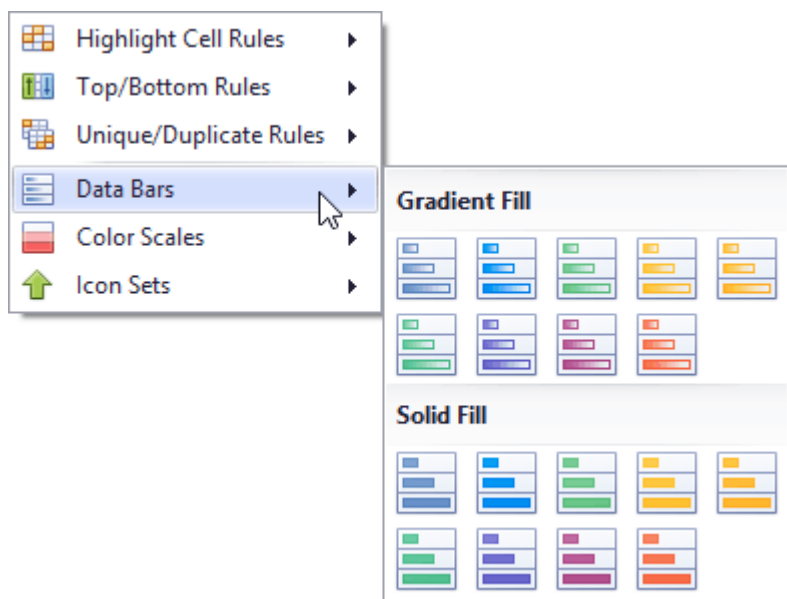 Highlight Cell Rules
Top/Bottom Rules
Unique/Duplicate Rules
Data Bars
Color Scales
Icon Sets
Gradient Fill
Solid Fill